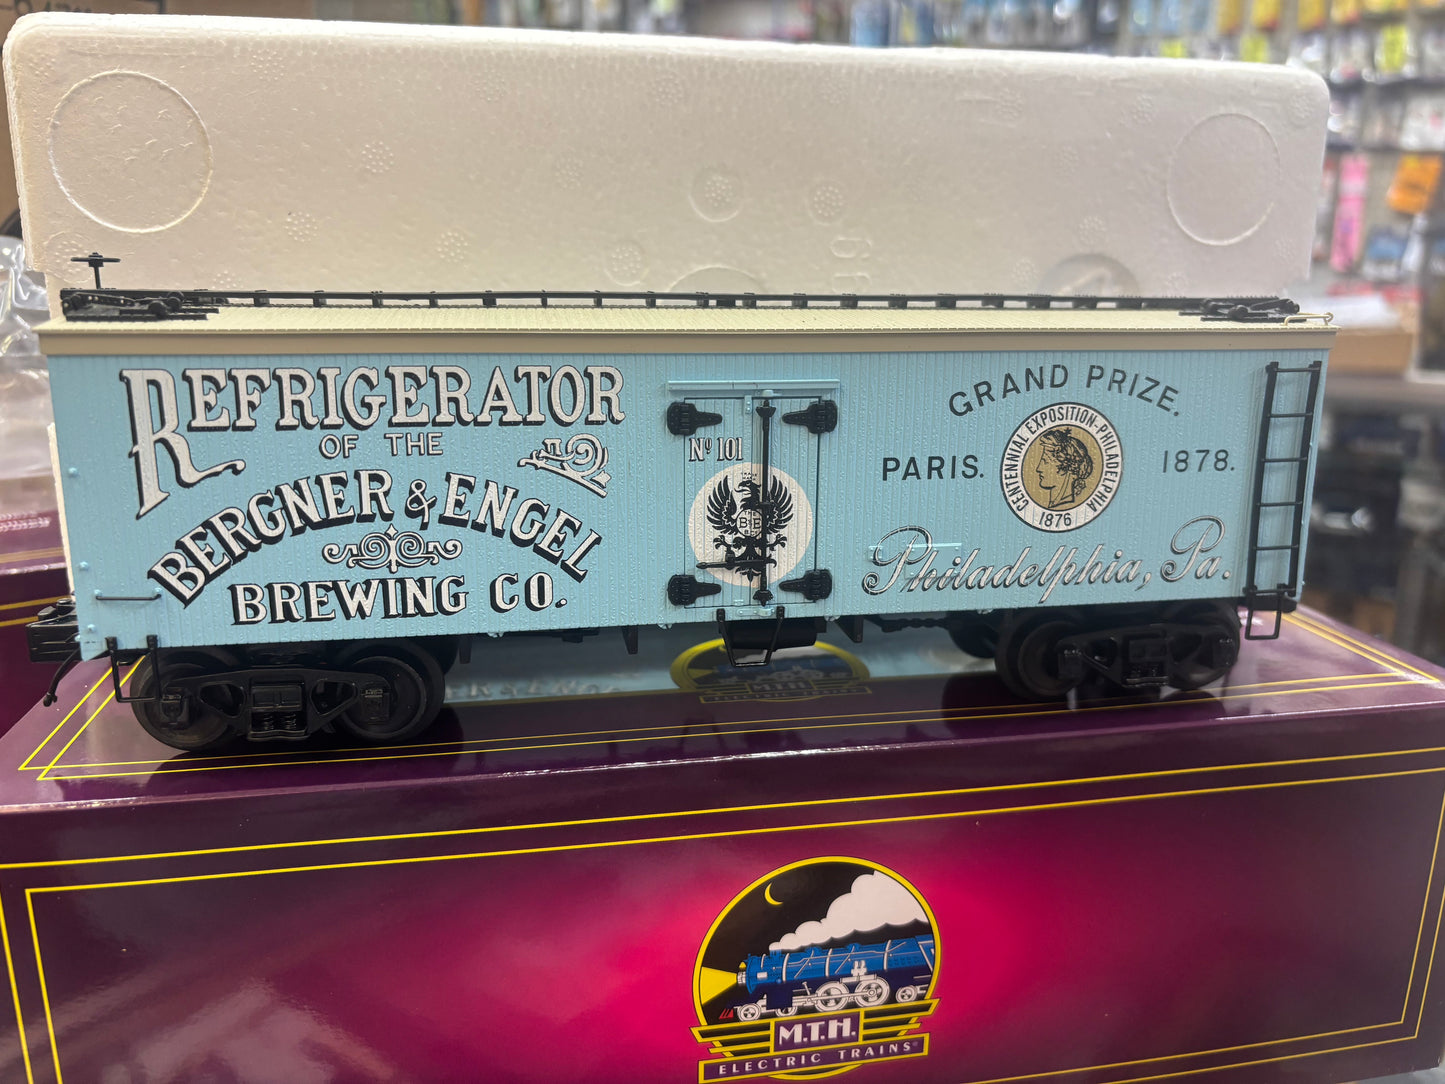 REFRIGERATOR
OF THE
BERGNER & ENGEL
BREWING CO.
Nº 101
B E
GRAND PRIZE.
PARIS. 1878.
CENTENNIAL EXPOSITION-PHILADELPHIA
1876
Philadelphia, Pa.
M.T.H.
M.T.H.
ELECTRIC TRAINS®